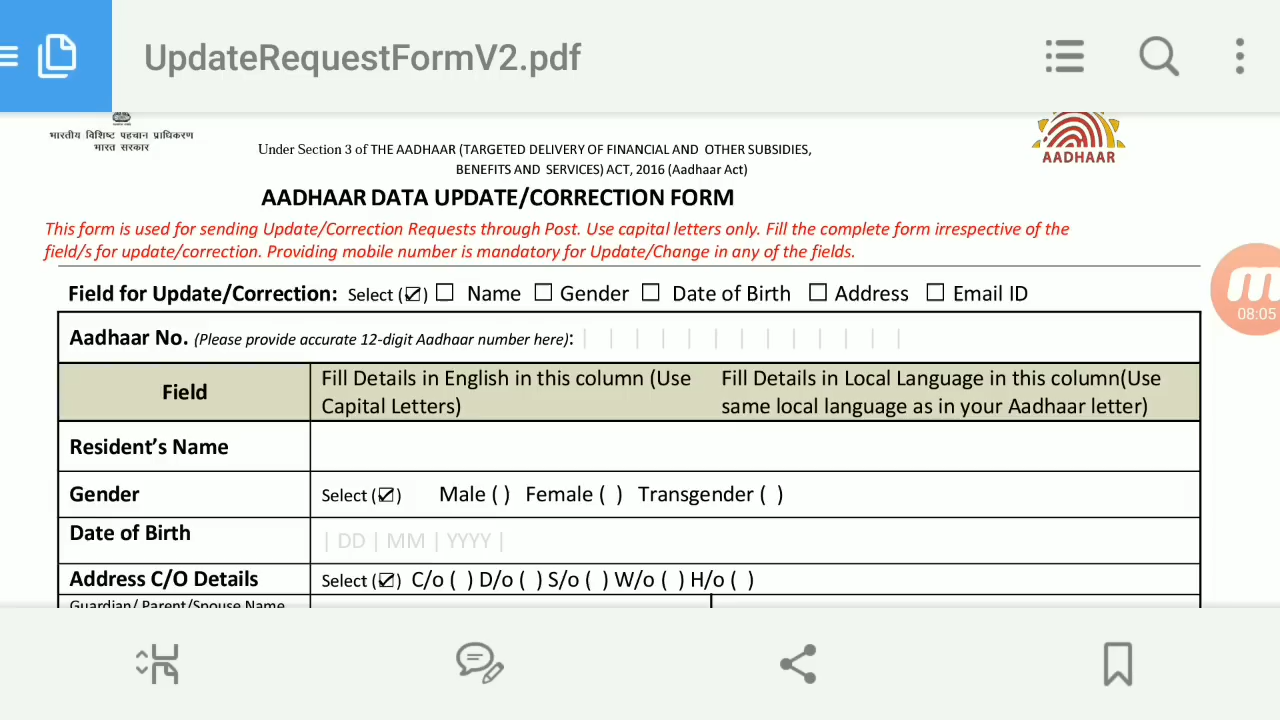 UpdateRequestFormV2.pdf
भारतीय विशिष्ट पहचान प्राधिकरण
भारत सरकार
AADHAAR
Under Section 3 of THE AADHAAR (TARGETED DELIVERY OF FINANCIAL AND OTHER SUBSIDIES,
BENEFITS AND SERVICES) ACT, 2016 (Aadhaar Act)
AADHAAR DATA UPDATE/CORRECTION FORM
This form is used for sending Update/Correction Requests through Post. Use capital letters only. Fill the complete form irrespective of the
field/s for update/correction. Providing mobile number is mandatory for Update/Change in any of the fields.
08:05
Field for Update/Correction: Select (☑) ☐ Name ☐ Gender ☐ Date of Birth ☐ Address ☐ Email ID
Aadhaar No. (Please provide accurate 12-digit Aadhaar number here): | | | | | | | | | | | | |
Field
Fill Details in English in this column (Use
Capital Letters)
Fill Details in Local Language in this column(Use
same local language as in your Aadhaar letter)
Resident's Name
Gender Select (☑) Male ( ) Female ( ) Transgender ( )
Date of Birth | DD | MM | YYYY |
Address C/O Details Select (☑) C/o ( ) D/o ( ) S/o ( ) W/o ( ) H/o ( )
Guardian/ Parent/Spouse Name